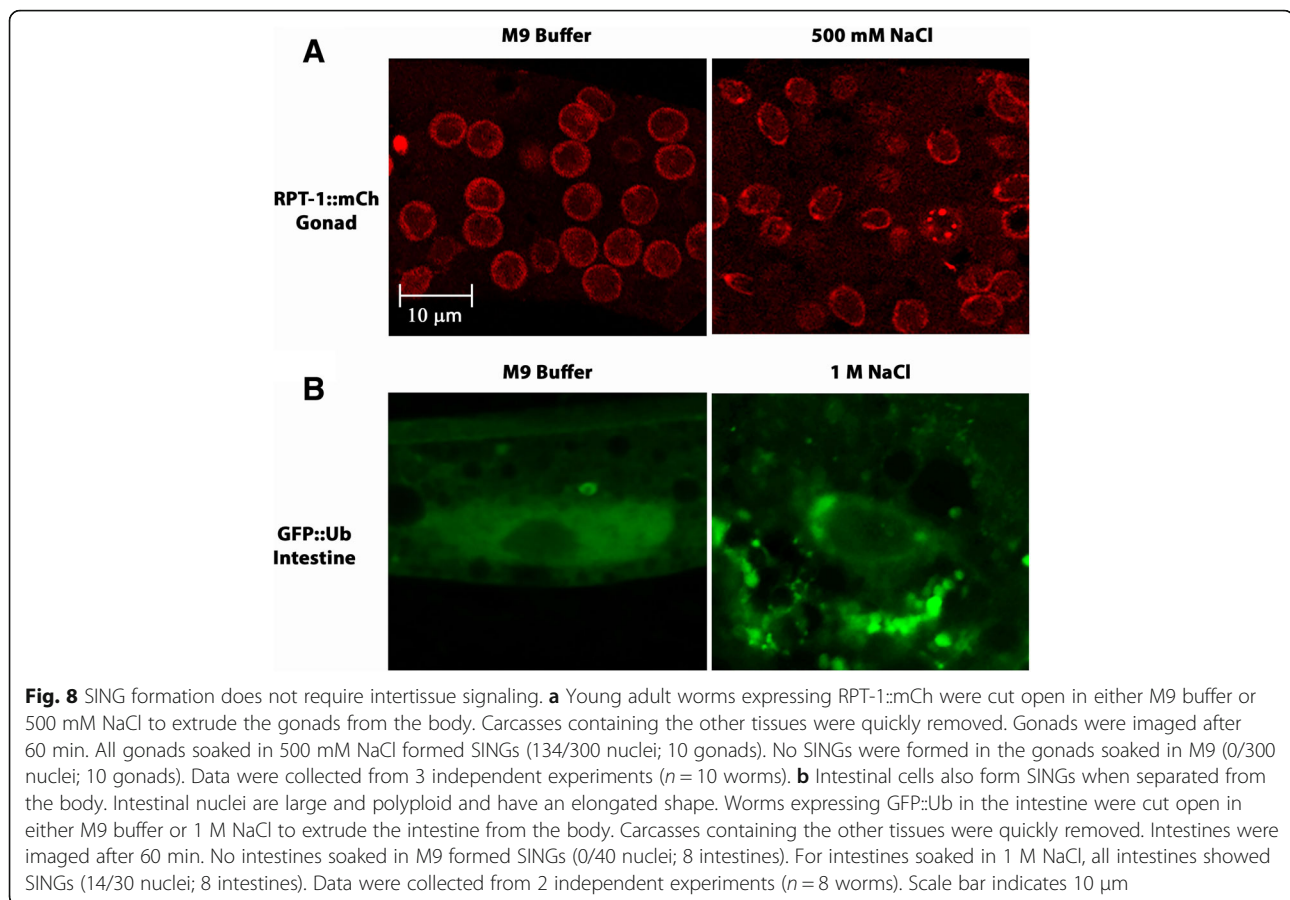 A
M9 Buffer
500 mM NaCl
RPT-1::mCh
Gonad
10 µm
B
M9 Buffer
1 M NaCl
GFP::Ub
Intestine
Fig. 8 SING formation does not require intertissue signaling. a Young adult worms expressing RPT-1::mCh were cut open in either M9 buffer or
500 mM NaCl to extrude the gonads from the body. Carcasses containing the other tissues were quickly removed. Gonads were imaged after
60 min. All gonads soaked in 500 mM NaCl formed SINGs (134/300 nuclei; 10 gonads). No SINGs were formed in the gonads soaked in M9 (0/300
nuclei; 10 gonads). Data were collected from 3 independent experiments (n = 10 worms). b Intestinal cells also form SINGs when separated from
the body. Intestinal nuclei are large and polyploid and have an elongated shape. Worms expressing GFP::Ub in the intestine were cut open in
either M9 buffer or 1 M NaCl to extrude the intestine from the body. Carcasses containing the other tissues were quickly removed. Intestines were
imaged after 60 min. No intestines soaked in M9 formed SINGs (0/40 nuclei; 8 intestines). For intestines soaked in 1 M NaCl, all intestines showed
SINGs (14/30 nuclei; 8 intestines). Data were collected from 2 independent experiments (n = 8 worms). Scale bar indicates 10 µm